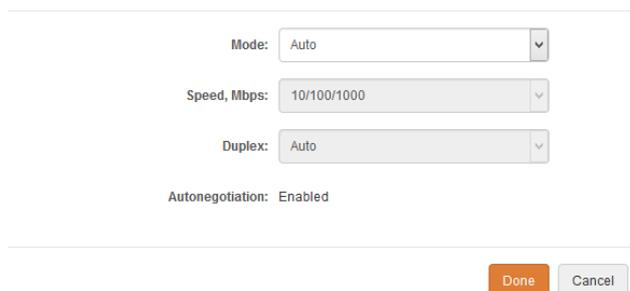 Mode: Auto
Speed, Mbps: 10/100/1000
Duplex: Auto
Autonegotiation: Enabled
Done Cancel